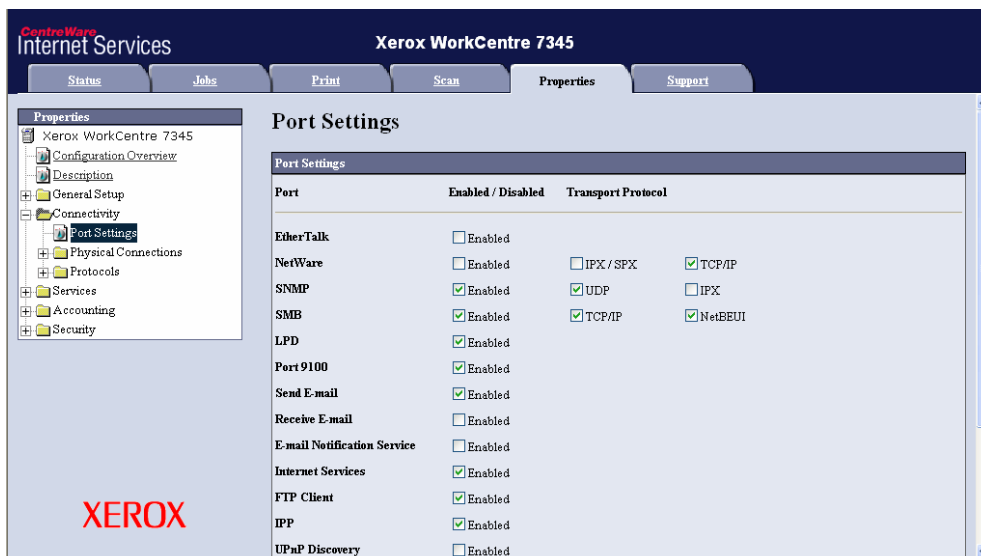 CentreWare
Internet Services
Xerox WorkCentre 7345
Status Jobs Print Scan Properties Support
Properties
Xerox WorkCentre 7345
Configuration Overview
Description
General Setup
Connectivity
Port Settings
Physical Connections
Protocols
Services
Accounting
Security
XEROX
Port Settings
Port Settings
Port Enabled / Disabled Transport Protocol
EtherTalk Enabled
NetWare Enabled IPX / SPX TCP/IP
SNMP Enabled UDP IPX
SMB Enabled TCP/IP NetBEUI
LPD Enabled
Port 9100 Enabled
Send E-mail Enabled
Receive E-mail Enabled
E-mail Notification Service Enabled
Internet Services Enabled
FTP Client Enabled
IPP Enabled
UPnP Discovery Enabled